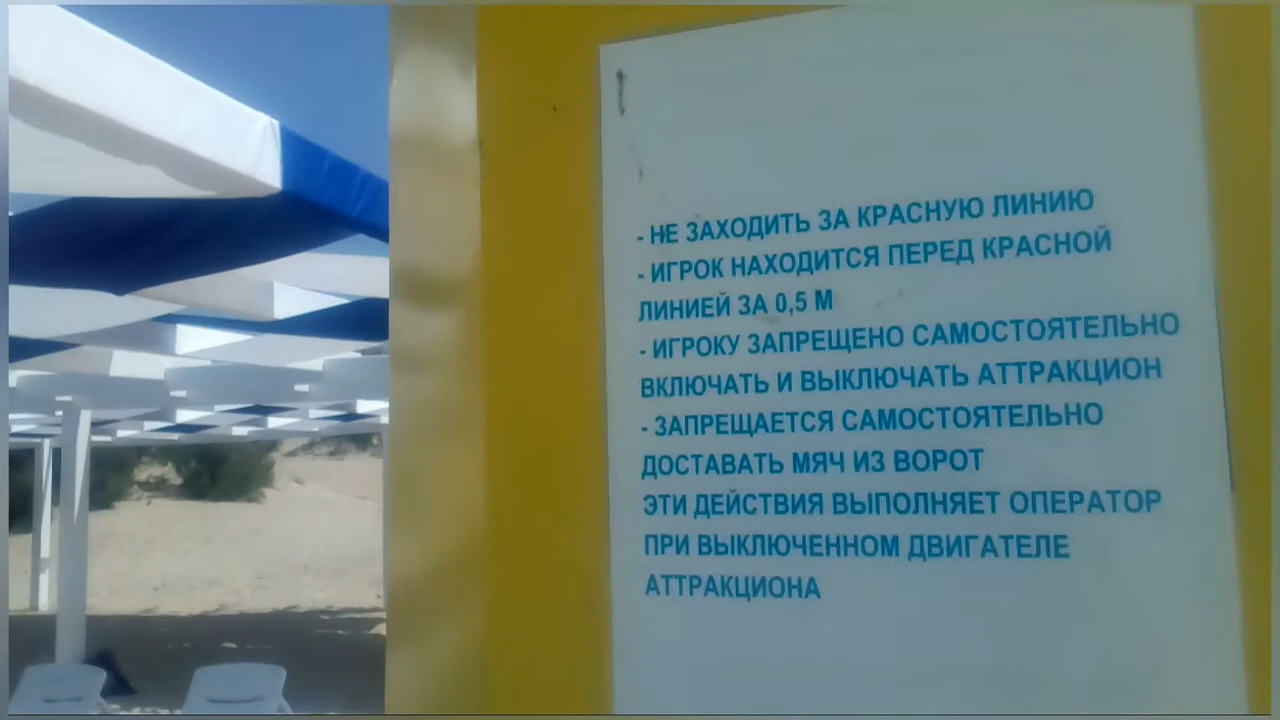 - НЕ ЗАХОДИТЬ ЗА КРАСНУЮ ЛИНИЮ
- ИГРОК НАХОДИТСЯ ПЕРЕД КРАСНОЙ
ЛИНИЕЙ ЗА 0,5 М
- ИГРОКУ ЗАПРЕЩЕНО САМОСТОЯТЕЛЬНО
ВКЛЮЧАТЬ И ВЫКЛЮЧАТЬ АТТРАКЦИОН
- ЗАПРЕЩАЕТСЯ САМОСТОЯТЕЛЬНО
ДОСТАВАТЬ МЯЧ ИЗ ВОРОТ
ЭТИ ДЕЙСТВИЯ ВЫПОЛНЯЕТ ОПЕРАТОР
ПРИ ВЫКЛЮЧЕННОМ ДВИГАТЕЛЕ
АТТРАКЦИОНА